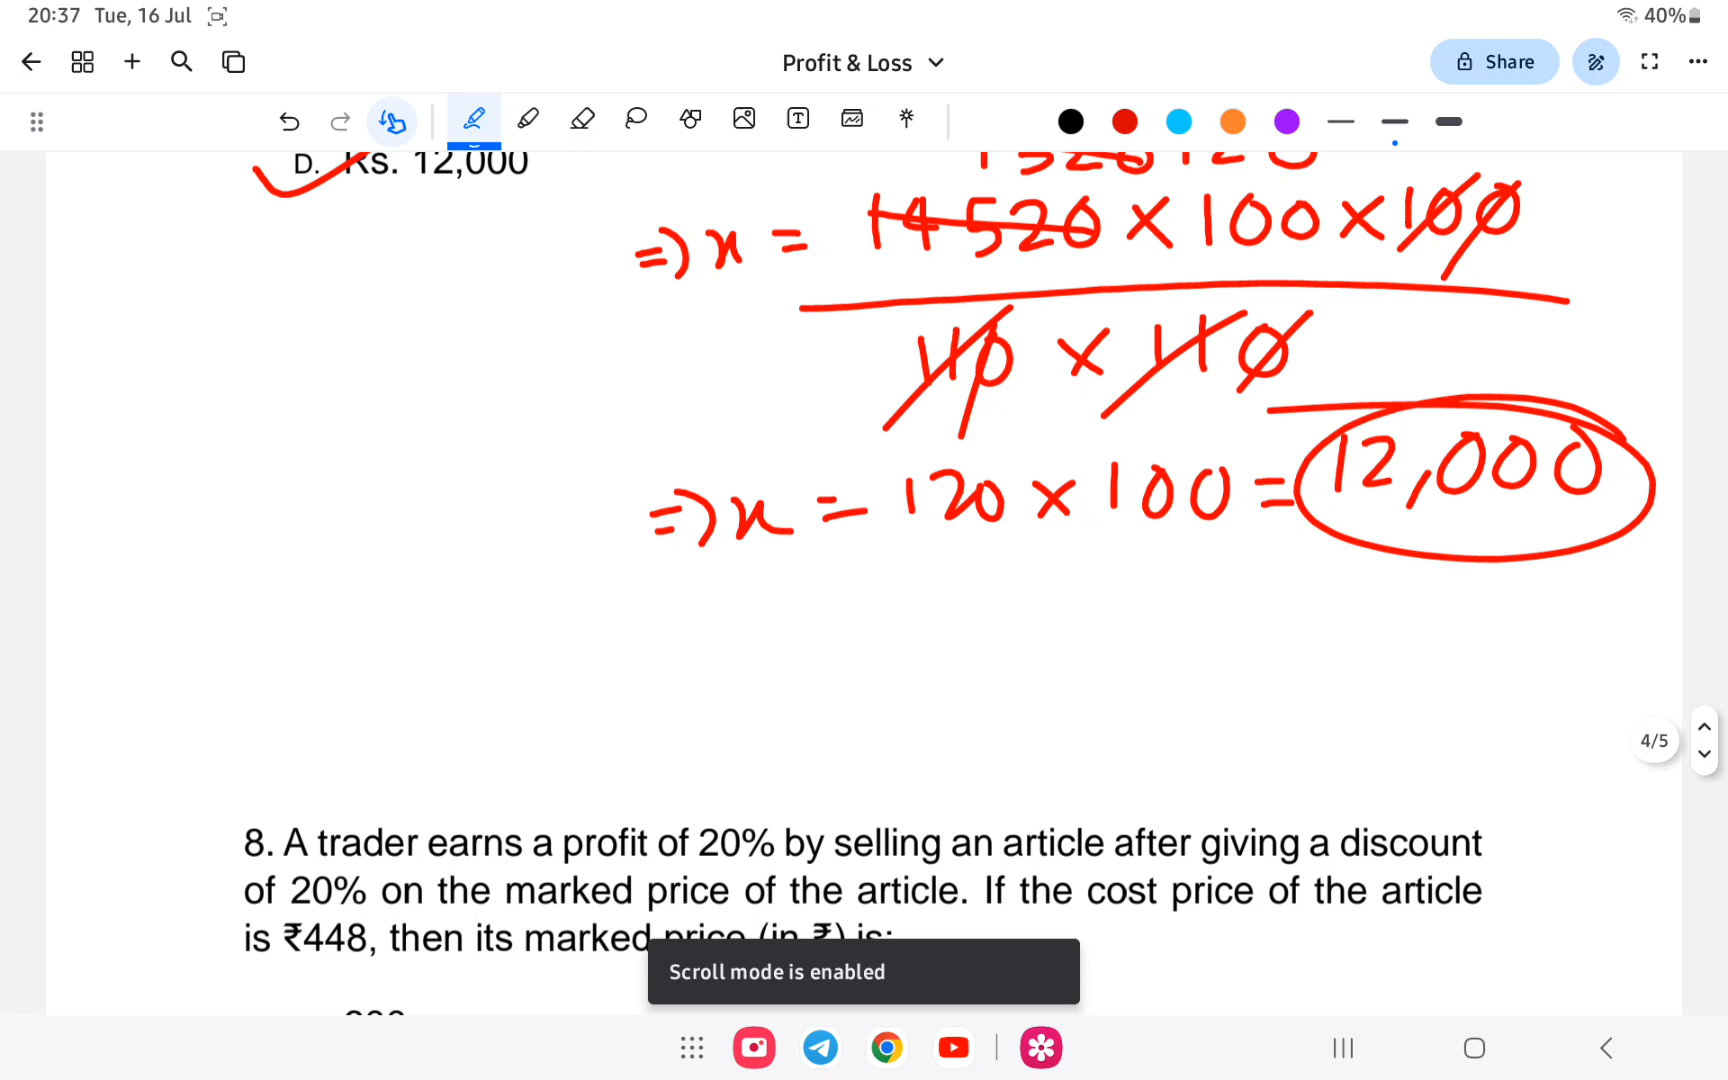 20:37 Tue, 16 Jul
40%
Profit & Loss
Share
D. Rs. 12,000
=> x = 14520 × 100 × 100
110 × 110
=> x = 120 × 100 = 12,000
4/5
8. A trader earns a profit of 20% by selling an article after giving a discount
of 20% on the marked price of the article. If the cost price of the article
is ₹448, then its marked price (in ₹) is:
Scroll mode is enabled